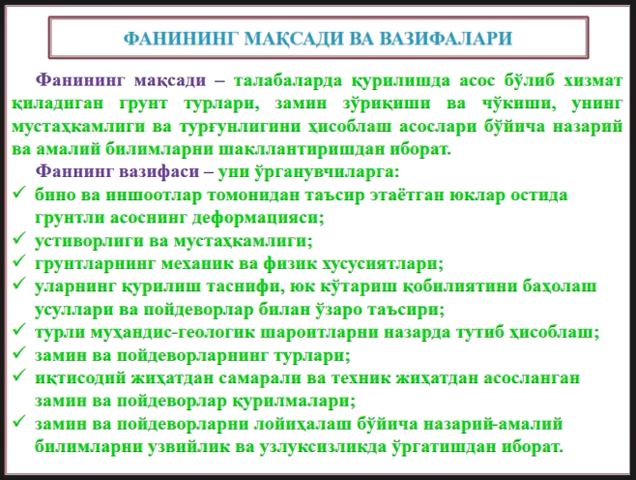 ФАНИНИНГ МАҚСАДИ ВА ВАЗИФАЛАРИ
Фанининг мақсади – талабаларда қурилишда асос бўлиб хизмат
қиладиган грунт турлари, замин зўриқиши ва чўкиши, унинг
мустаҳкамлиги ва турғунлигини ҳисоблаш асослари бўйича назарий
ва амалий билимларни шакллантиришдан иборат.
Фаннинг вазифаси – уни ўрганувчиларга:
✓ бино ва иншоотлар томонидан таъсир этаётган юклар остида
грунтли асоснинг деформацияси;
✓ устиворлиги ва мустаҳкамлиги;
✓ грунтларнинг механик ва физик хусусиятлари;
✓ уларнинг қурилиш таснифи, юк кўтариш қобилиятини баҳолаш
усуллари ва пойдеворлар билан ўзаро таъсири;
✓ турли муҳандис-геологик шароитларни назарда тутиб ҳисоблаш;
✓ замин ва пойдеворларнинг турлари;
✓ иқтисодий жиҳатдан самарали ва техник жиҳатдан асосланган
замин ва пойдеворлар қурилмалари;
✓ замин ва пойдеворларни лойиҳалаш бўйича назарий-амалий
билимларни узвийлик ва узлуксизликда ўргатишдан иборат.